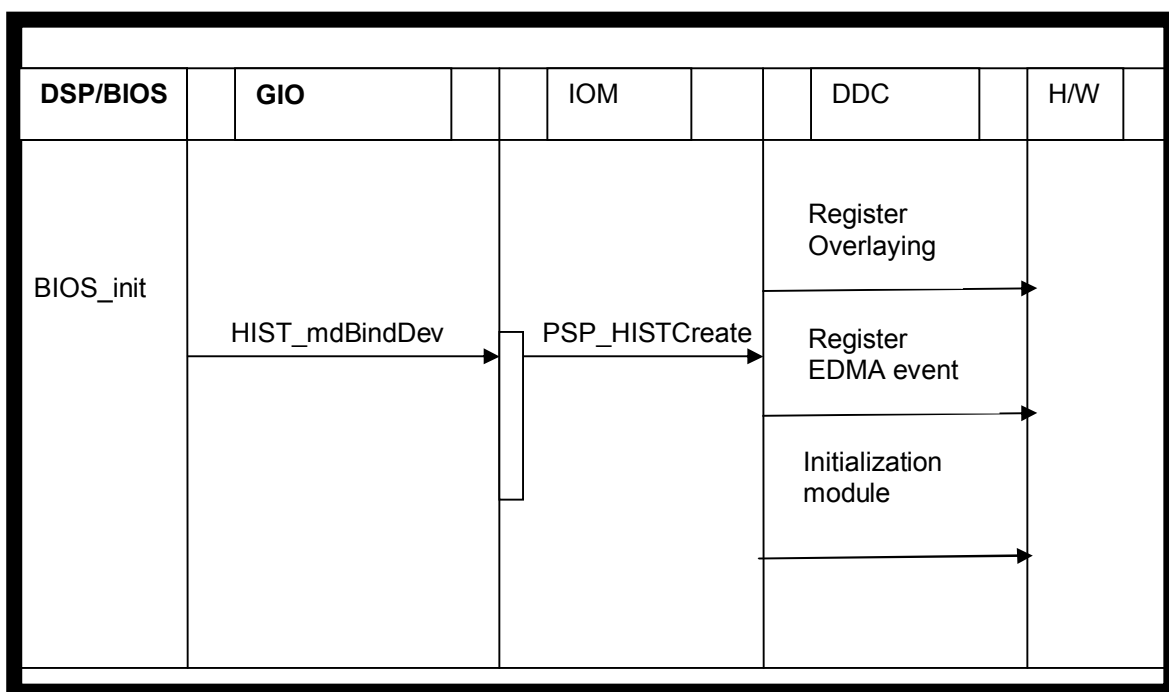 DSP/BIOS
GIO
IOM
DDC
H/W
Register
Overlaying
BIOS_init
HIST_mdBindDev
PSP_HISTCreate
Register
EDMA event
Initialization
module